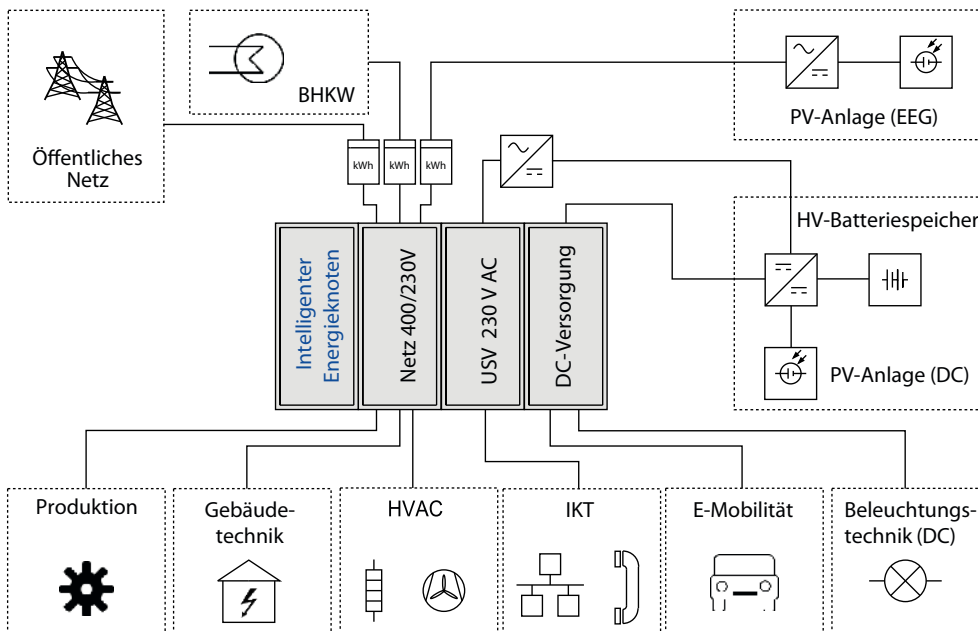 Öffentliches
Netz
BHKW
PV-Anlage (EEG)
kWh
kWh
kWh
HV-Batteriespeicher
PV-Anlage (DC)
Intelligenter
Energieknoten
Netz 400/230V
USV 230 V AC
DC-Versorgung
Produktion
Gebäude-
technik
HVAC
IKT
E-Mobilität
Beleuchtungs-
technik (DC)